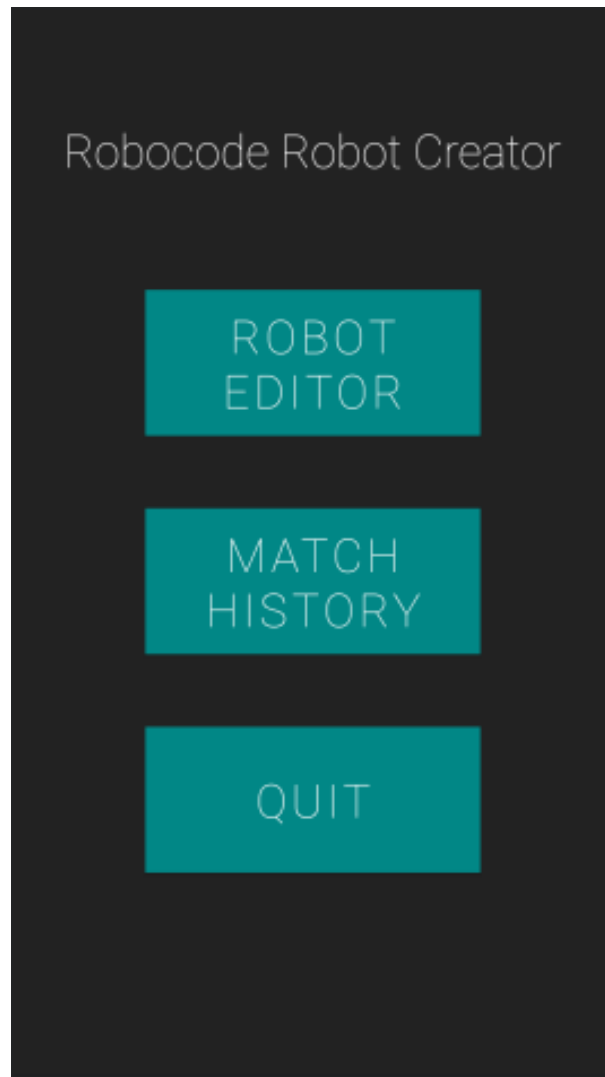 Robocode Robot Creator
ROBOT
EDITOR
MATCH
HISTORY
QUIT